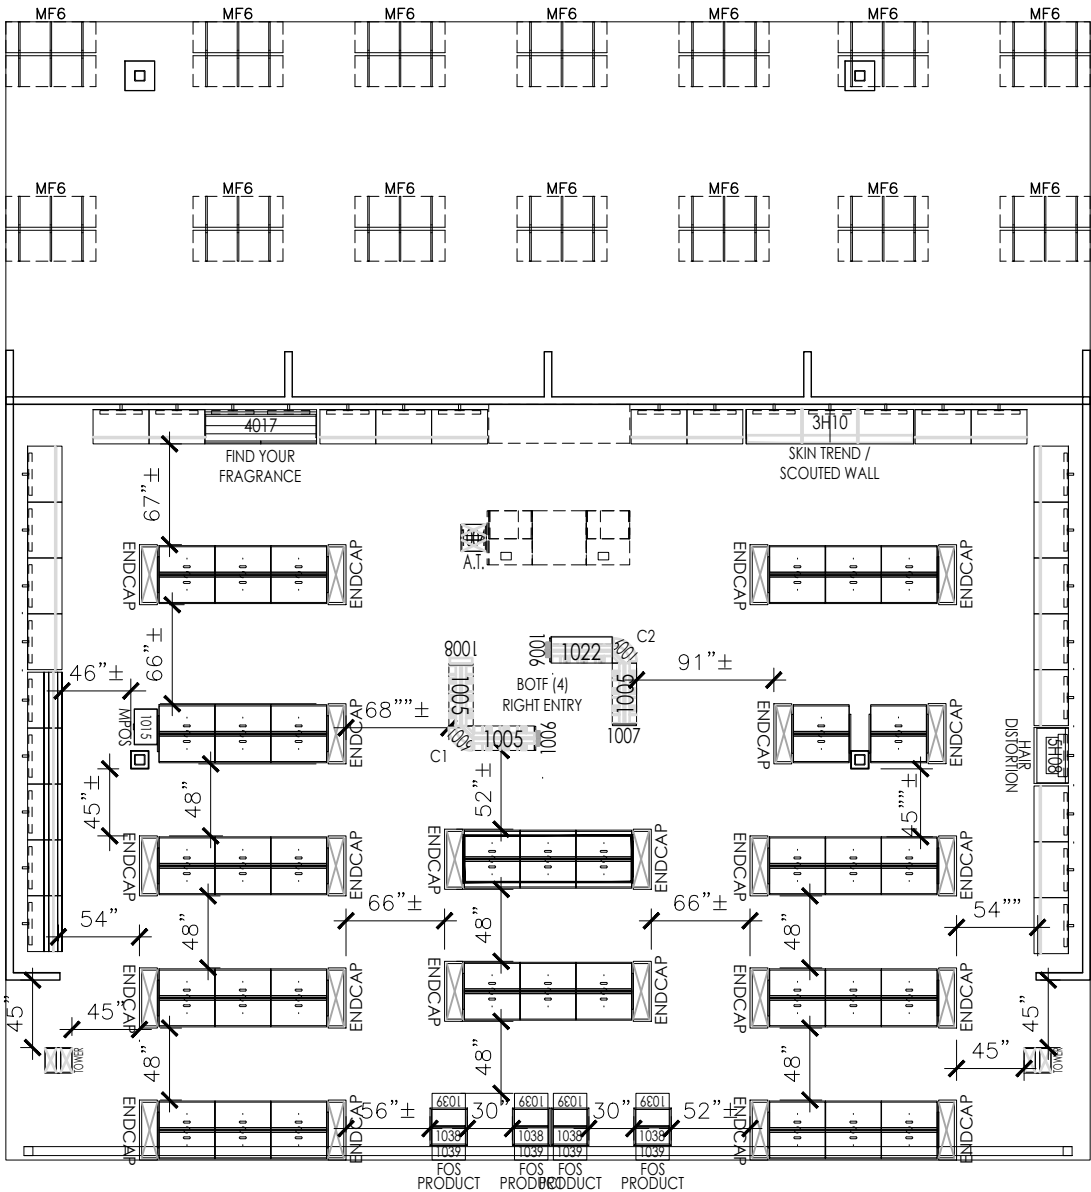 MF6 MF6 MF6 MF6 MF6 MF6 MF6
MF6 MF6 MF6 MF6 MF6 MF6 MF6
4017
FIND YOUR
FRAGRANCE
3H10
SKIN TREND /
SCOUTED WALL
67”±
A.T.
ENDCAP
ENDCAP
ENDCAP
ENDCAP
66”±
46”±
1008
1005
1006
1022
C2
1009
BOTF (4)
RIGHT ENTRY
1005
1007
91”±
MPOS
1015
ENDCAP
68””±
C1
1005
1006
ENDCAP
ENDCAP
HAIR
DISTORTION
5H08
45”±
48”
52”±
45””±
ENDCAP
ENDCAP
ENDCAP
ENDCAP
ENDCAP
ENDCAP
54”
48”
66”±
48”
66”±
48”
54””
ENDCAP
ENDCAP
ENDCAP
ENDCAP
ENDCAP
ENDCAP
45”
45”
TOWER
48”
48”
48”
45”
45”
TOWER
ENDCAP
ENDCAP
ENDCAP
ENDCAP
56”±
30”
30”
52”±
1039 1039 1039 1039
1038 1038 1038 1038
1039 1039 1039 1039
FOS FOS FOS FOS
PRODUCT PRODUCT PRODUCT PRODUCT